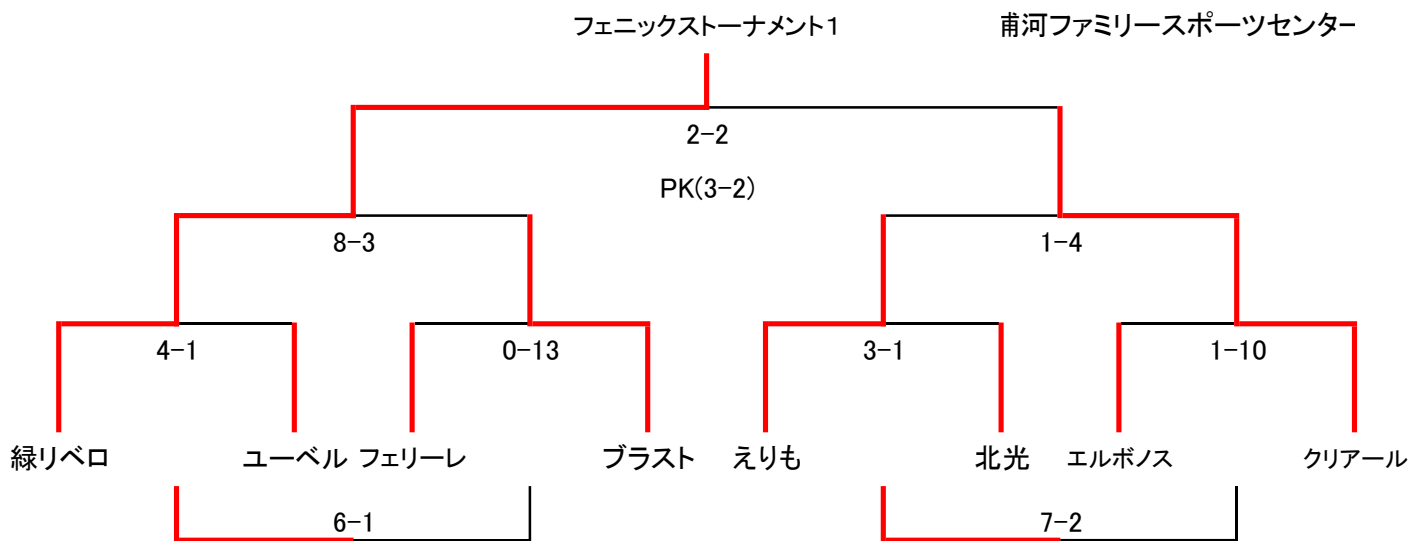 フェニックストーナメント1
甫河ファミリースポーツセンター
2-2
PK(3-2)
8-3
1-4
4-1
0-13
3-1
1-10
緑リベロ
ユーベル
フェリーレ
ブラスト
えりも
北光
エルボノス
クリアール
6-1
7-2